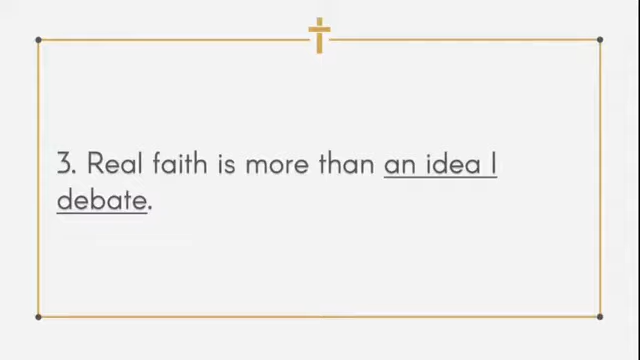 3. Real faith is more than an idea I
debate.